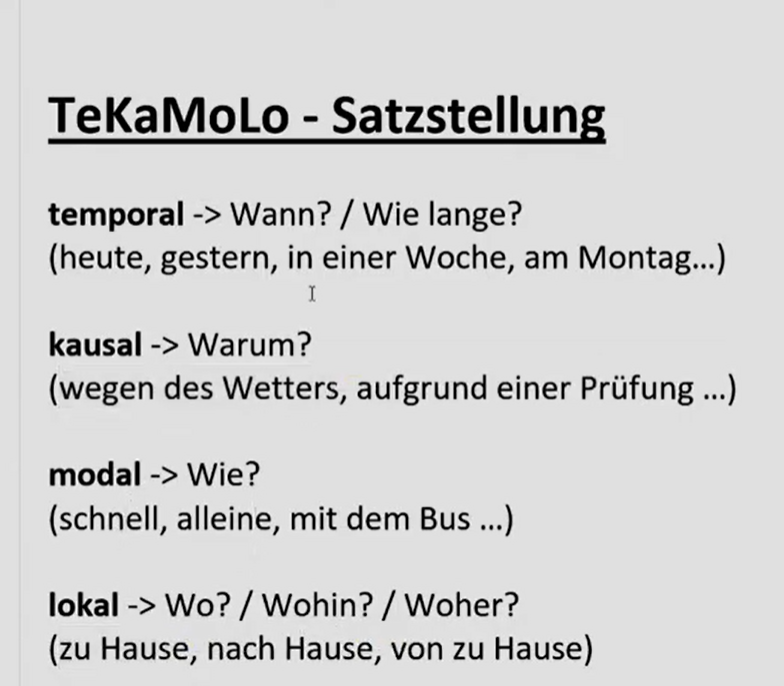 TeKaMoLo - Satzstellung
temporal -> Wann? / Wie lange?
(heute, gestern, in einer Woche, am Montag...)
kausal -> Warum?
(wegen des Wetters, aufgrund einer Prüfung ...)
modal -> Wie?
(schnell, alleine, mit dem Bus ...)
lokal -> Wo? / Wohin? / Woher?
(zu Hause, nach Hause, von zu Hause)